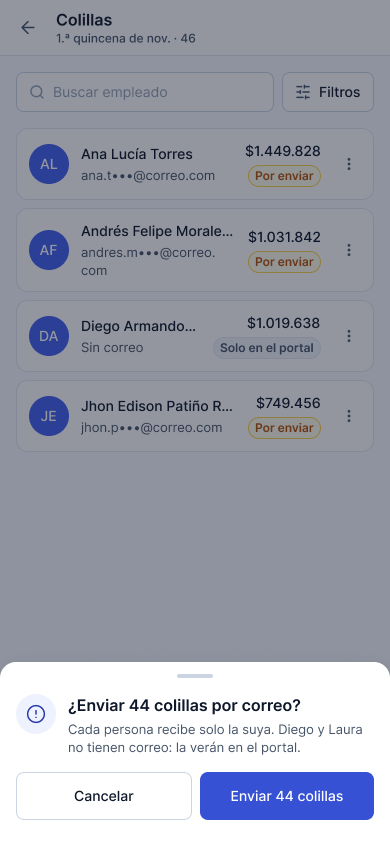 Colillas
1.ª quincena de nov. · 46
Buscar empleado
Filtros
AL
Ana Lucía Torres
ana.t•••@correo.com
$1.449.828
Por enviar
AF
Andrés Felipe Morale...
andres.m•••@correo.
com
$1.031.842
Por enviar
DA
Diego Armando...
Sin correo
$1.019.638
Solo en el portal
JE
Jhon Edison Patiño R...
jhon.p•••@correo.com
$749.456
Por enviar
¿Enviar 44 colillas por correo?
Cada persona recibe solo la suya. Diego y Laura
no tienen correo: la verán en el portal.
Cancelar
Enviar 44 colillas